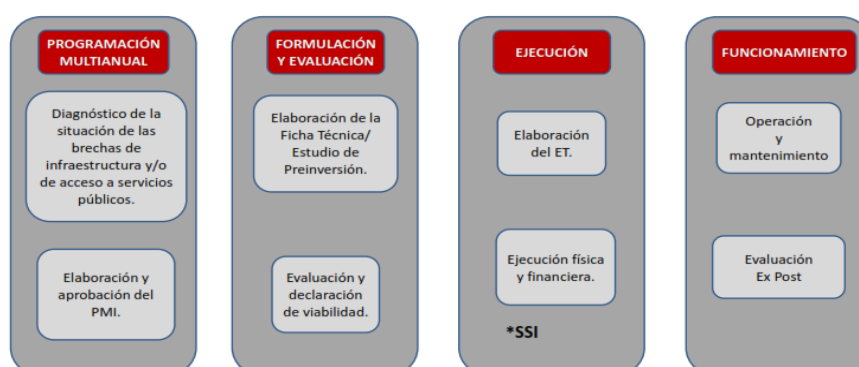 PROGRAMACIÓN
MULTIANUAL
Diagnóstico de la
situación de las
brechas de
infraestructura y/o
de acceso a servicios
públicos.
Elaboración y
aprobación del
PMI.
FORMULACIÓN
Y EVALUACIÓN
Elaboración de la
Ficha Técnica/
Estudio de
Preinversión.
Evaluación y
declaración
de viabilidad.
EJECUCIÓN
Elaboración
del ET.
Ejecución física
y financiera.
*SSI
FUNCIONAMIENTO
Operación
y
mantenimiento
Evaluación
Ex Post